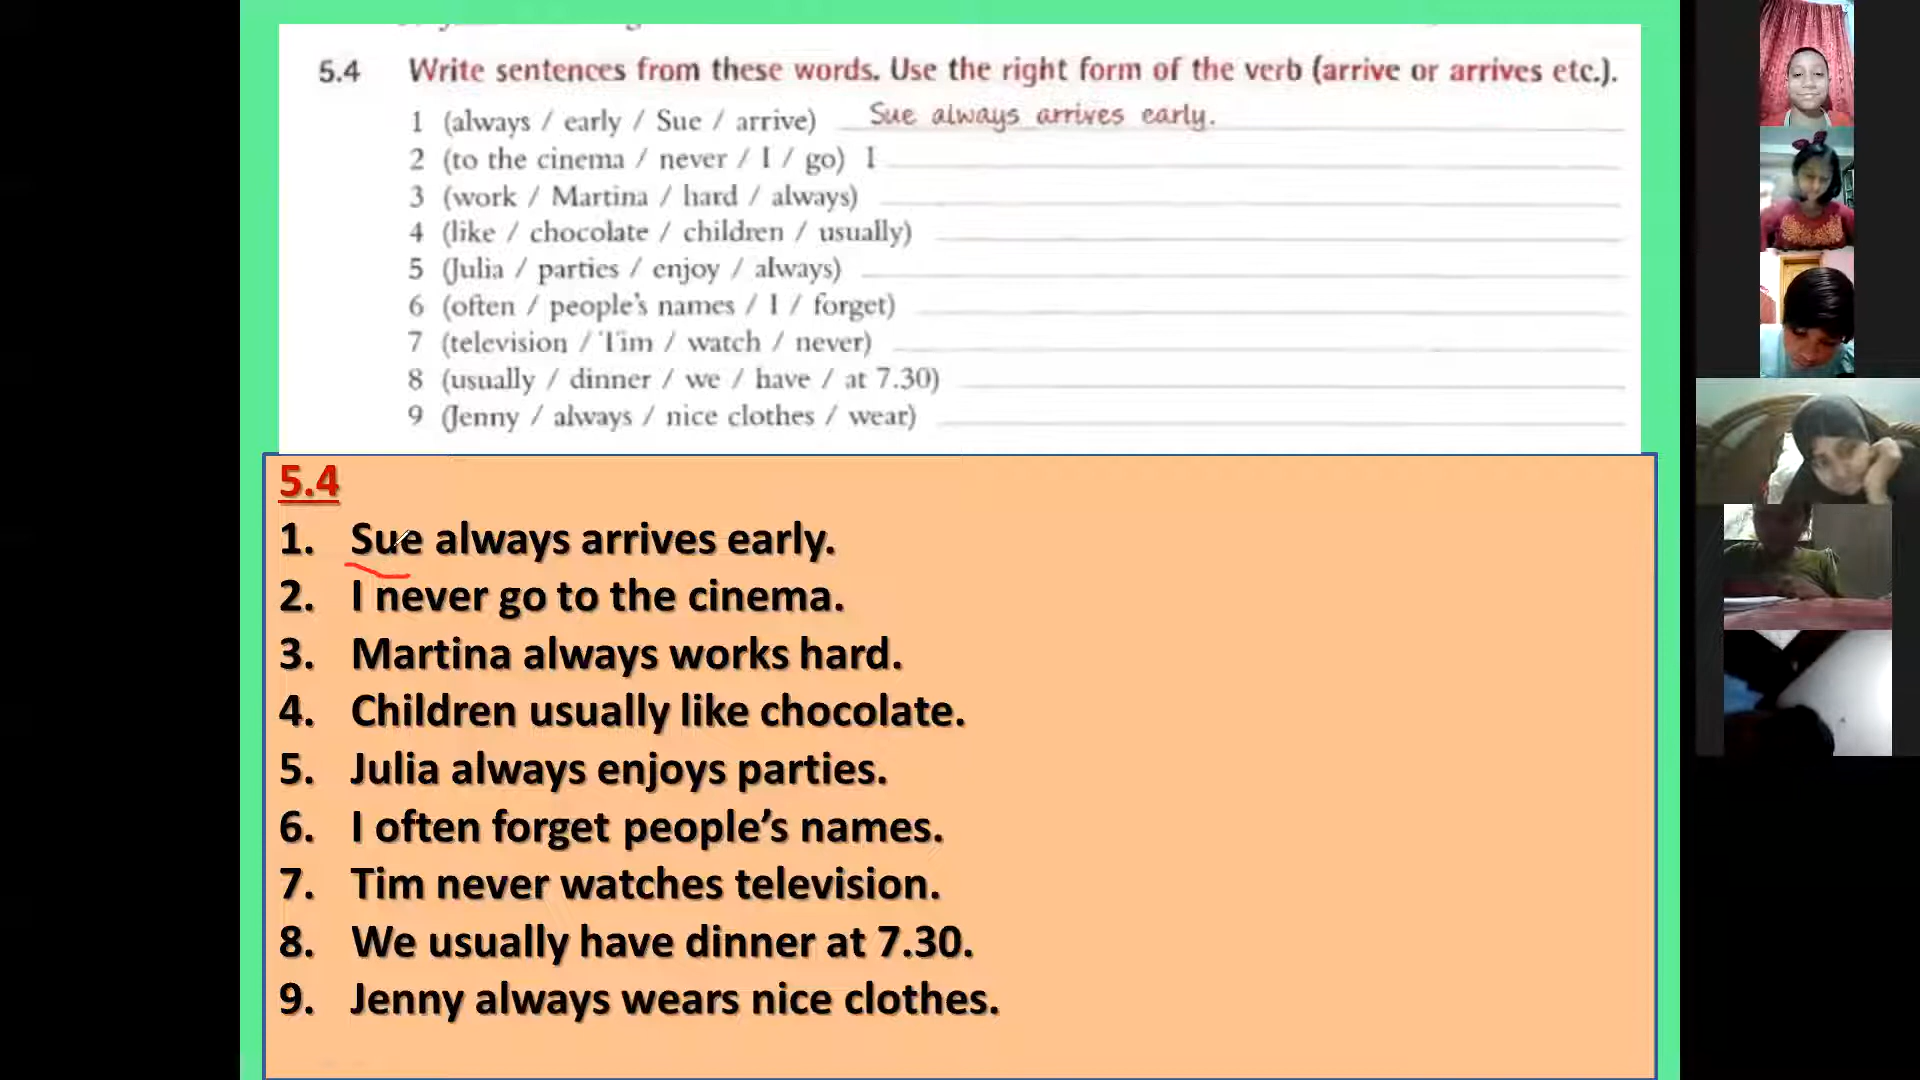 5.4 Write sentences from these words. Use the right form of the verb (arrive or arrives etc.).
1 (always / early / Sue / arrive) Sue always arrives early.
2 (to the cinema / never / I / go) I
3 (work / Martina / hard / always)
4 (like / chocolate / children / usually)
5 (Julia / parties / enjoy / always)
6 (often / people's names / I / forget)
7 (television / Tim / watch / never)
8 (usually / dinner / we / have / at 7.30)
9 (Jenny / always / nice clothes / wear)
5.4
1. Sue always arrives early.
2. I never go to the cinema.
3. Martina always works hard.
4. Children usually like chocolate.
5. Julia always enjoys parties.
6. I often forget people’s names.
7. Tim never watches television.
8. We usually have dinner at 7.30.
9. Jenny always wears nice clothes.